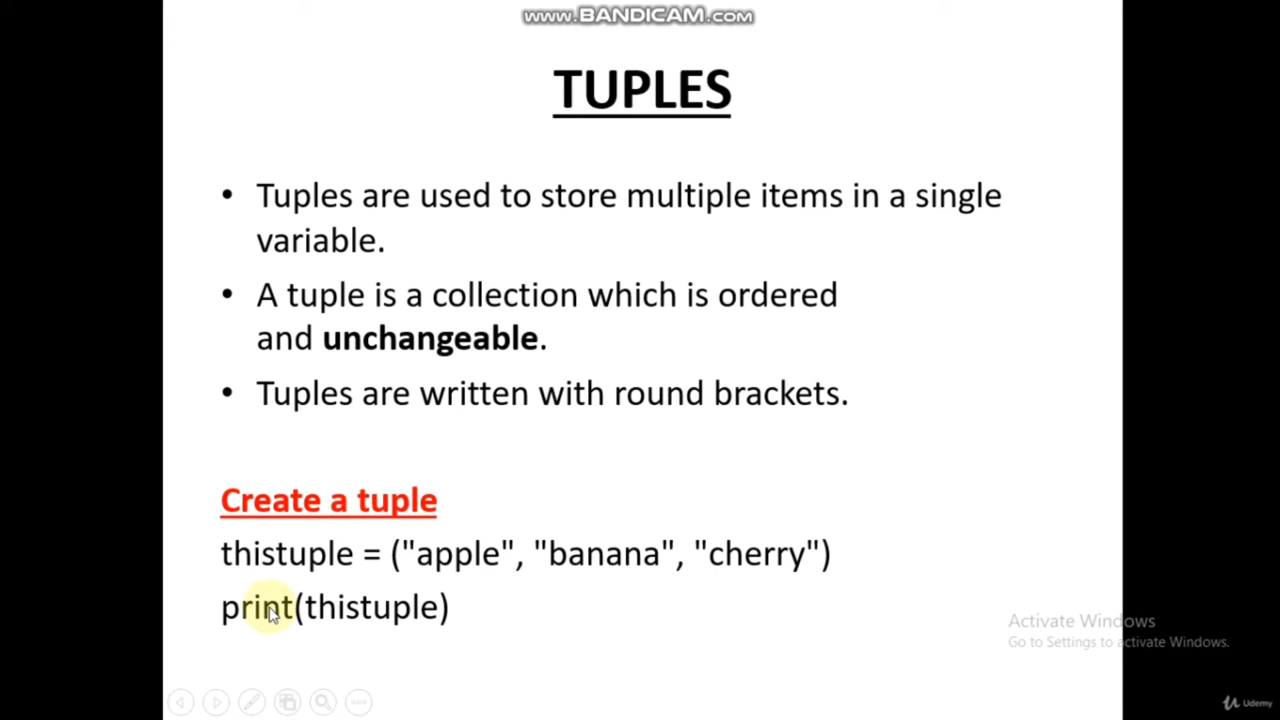 www.BANDICAM.com
TUPLES
• Tuples are used to store multiple items in a single
variable.
• A tuple is a collection which is ordered
and unchangeable.
• Tuples are written with round brackets.
Create a tuple
thistuple = ("apple", "banana", "cherry")
print(thistuple)
Activate Windows
Go to Settings to activate Windows.
Udemy